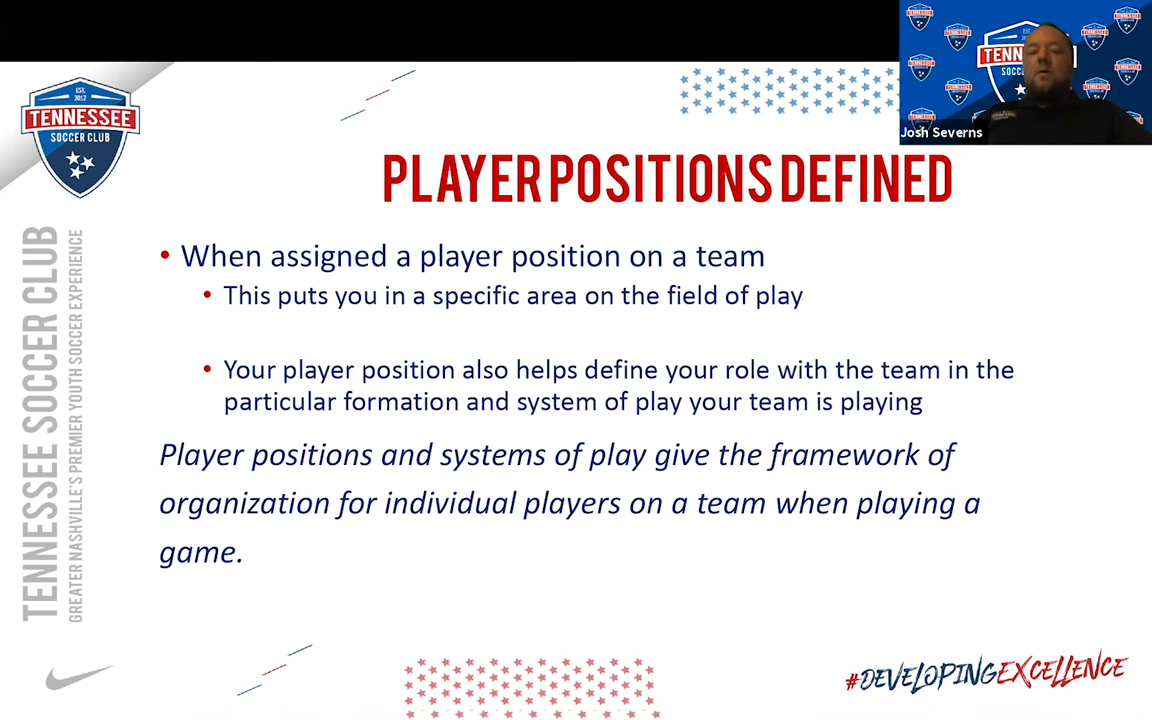 EST.
2012
TENNESSEE
SOCCER CLUB
Josh Severns
PLAYER POSITIONS DEFINED
• When assigned a player position on a team
• This puts you in a specific area on the field of play
• Your player position also helps define your role with the team in the
particular formation and system of play your team is playing
Player positions and systems of play give the framework of
organization for individual players on a team when playing a
game.
TENNESSEE SOCCER CLUB
GREATER NASHVILLE'S PREMIER YOUTH SOCCER EXPERIENCE
#DEVELOPINGEXCELLENCE